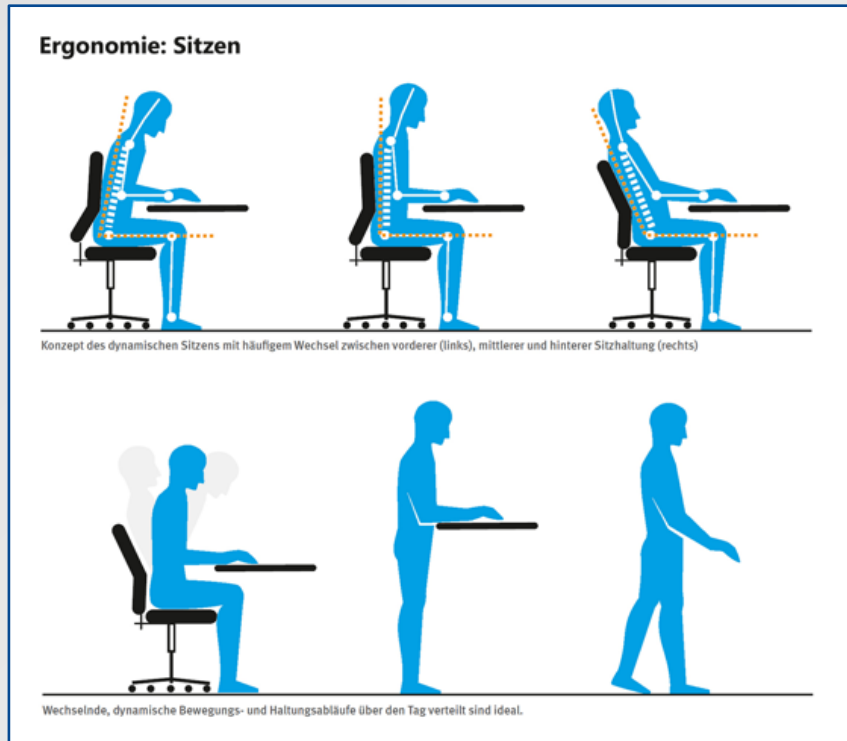 Ergonomie: Sitzen
Konzept des dynamischen Sitzens mit häufigem Wechsel zwischen vorderer (links), mittlerer und hinterer Sitzhaltung (rechts)
Wechselnde, dynamische Bewegungs- und Haltungsabläufe über den Tag verteilt sind ideal.